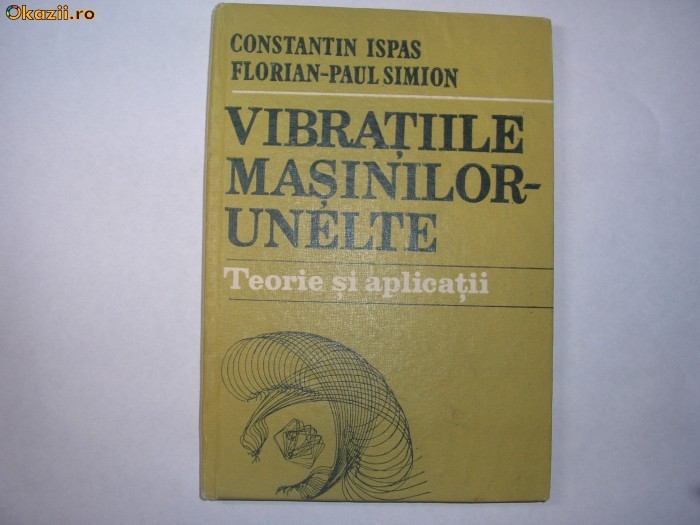 Okazii.ro
CONSTANTIN ISPAS
FLORIAN-PAUL SIMION
VIBRAȚIILE
MAȘINILOR-
UNELTE
Teorie și aplicații